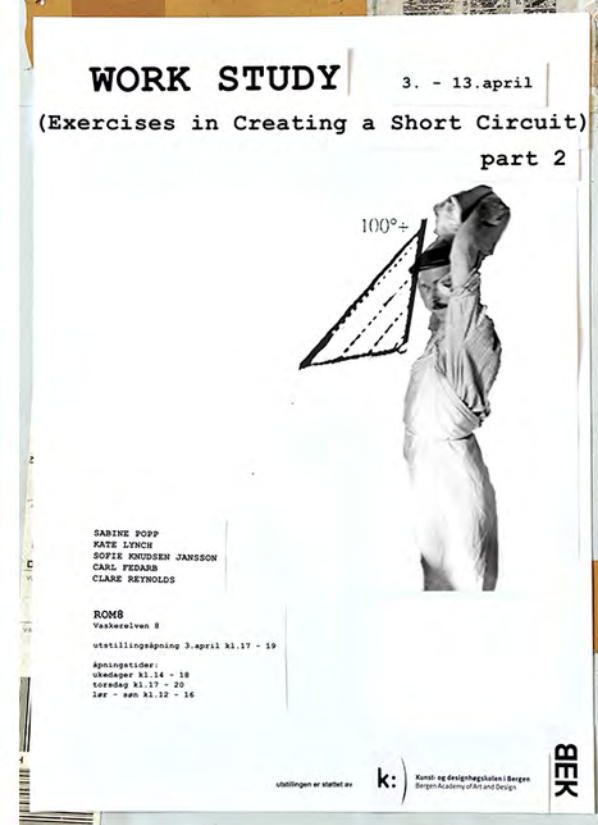 WORK STUDY
3. - 13.april
(Exercises in Creating a Short Circuit)
part 2
100°÷
SABINE POPP
KATE LYNCH
SOFIE KNUDSEN JANSSON
CARL FEDARB
CLARE REYNOLDS
ROM8
Vaskerelven 8
utstillingsåpning 3.april kl.17 - 19
åpningstider:
ukedager kl.14 - 18
torsdag kl.17 - 20
lør - søn kl.12 - 16
utstillingen er støttet av
k:)
Kunst- og designhøgskolen i Bergen
Bergen Academy of Art and Design
BEK